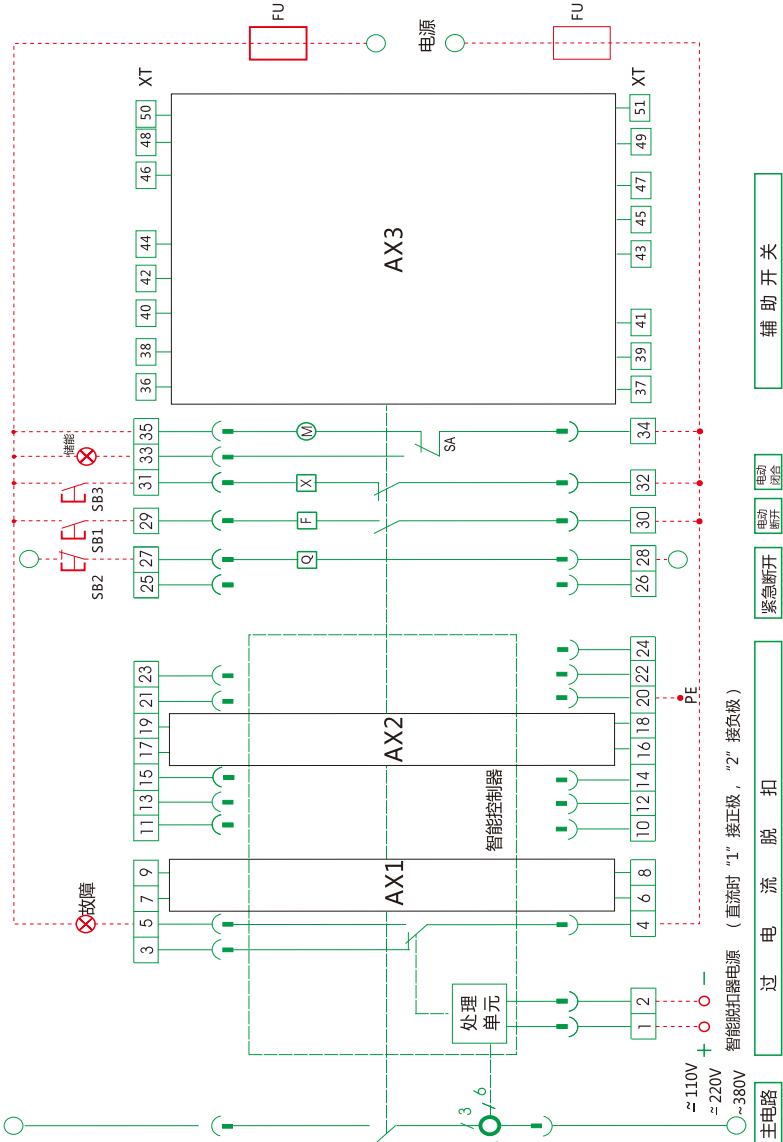 故障
SB2
SB1
SB3
储能
3 5 7 9 11 13 15 17 19 21 23 25 27 29 31 33 35 36 38 40 42 44 46 48 50 XT
FU
Q F X M
AX1 AX2 AX3
SA
电源
3 6
处理
单元
智能控制器
FU
1 2 4 6 8 10 12 14 16 18 20 22 24 26 28 30 32 34 37 39 41 43 45 47 49 51 XT
PE
+ −
≃110V
≃220V
~380V
智能脱扣器电源 （直流时“1”接正极，“2”接负极）
主电路
过电流脱扣
紧急断开
电动
断开
电动
闭合
辅助开关